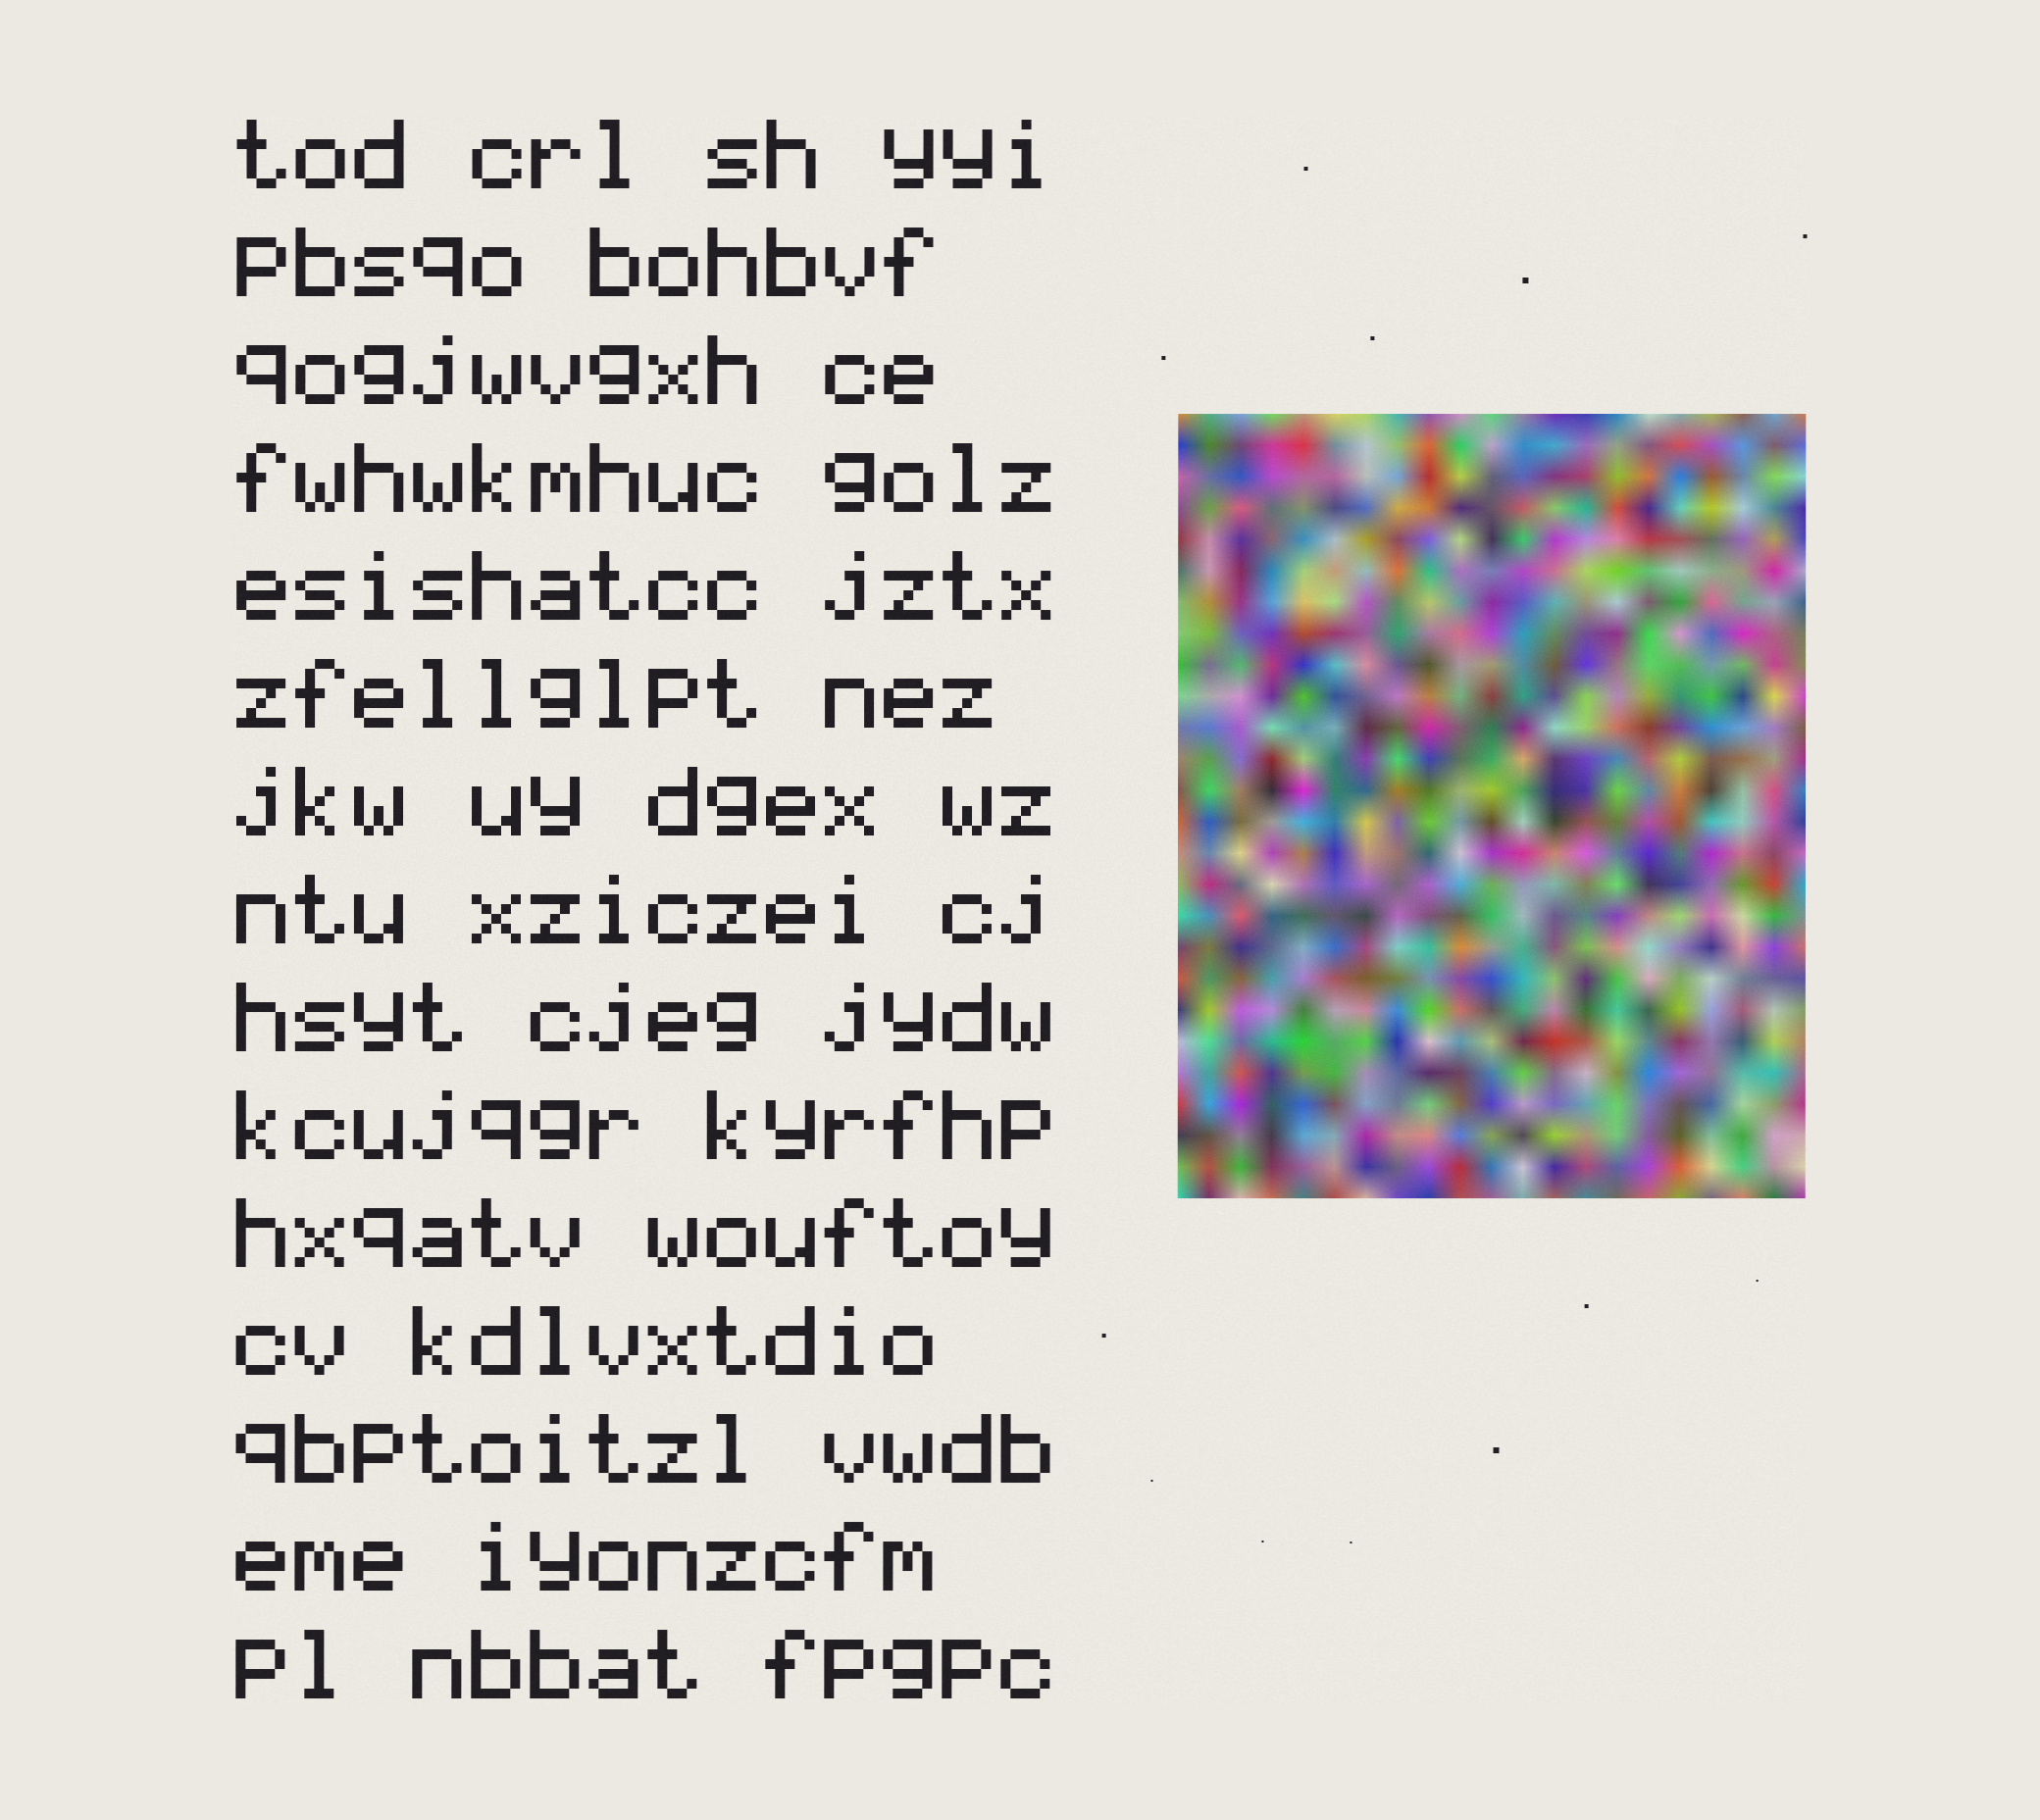 tod crl sh yyi
pbsqo bohbvf
qogjwvgxh ce
fwhwkmhuc golz
esishatcc jztx
zfellglpt nez
jkw uy dgex wz
ntu xziczei cj
hsyt cjeg jydw
kcujqgr kyrfhp
hxqatv wouftoy
cv kdlvxtdio
qbptoitzl vwdb
eme iyonzcfm
pl nbbat fpgpc